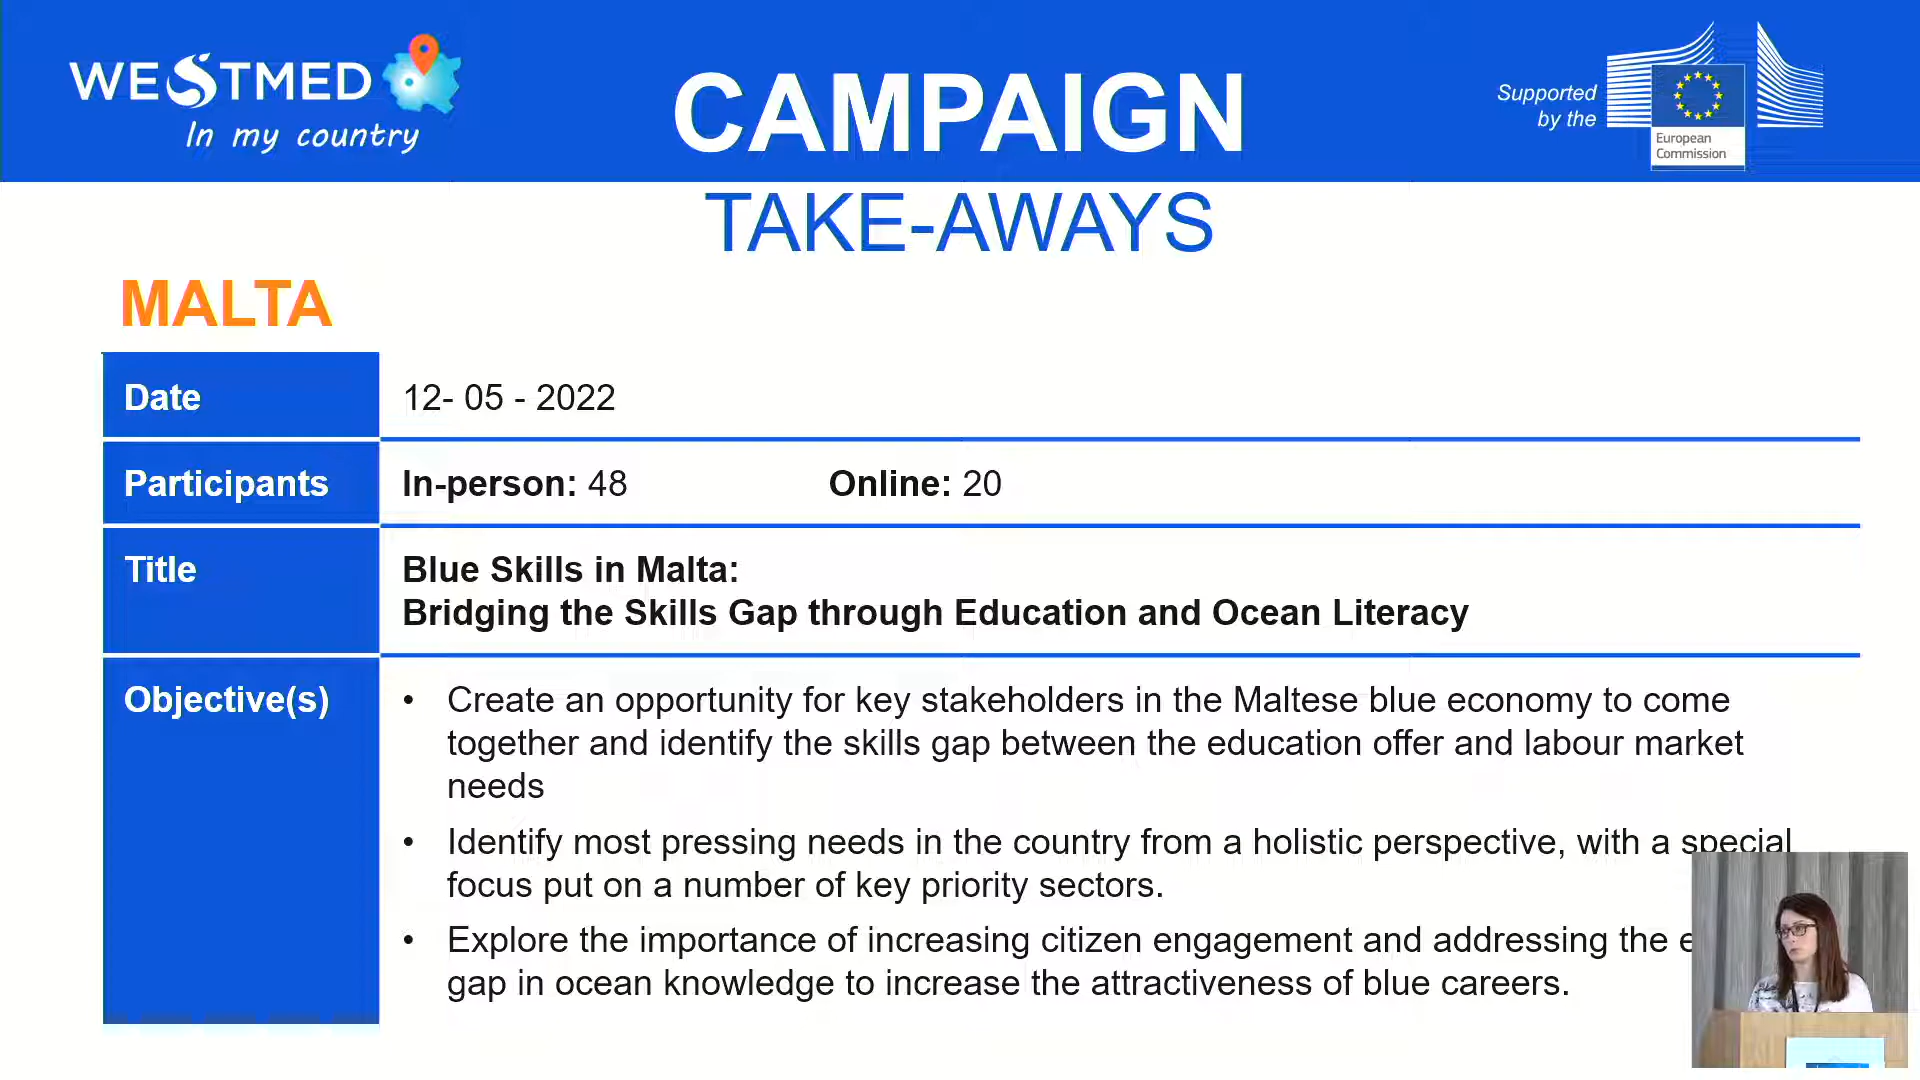 WESTMED
In my country
CAMPAIGN
Supported
by the
European
Commission
TAKE-AWAYS
MALTA
Date
12- 05 - 2022
Participants
In-person: 48
Online: 20
Title
Blue Skills in Malta:
Bridging the Skills Gap through Education and Ocean Literacy
Objective(s)
• Create an opportunity for key stakeholders in the Maltese blue economy to come
together and identify the skills gap between the education offer and labour market
needs
• Identify most pressing needs in the country from a holistic perspective, with a special
focus put on a number of key priority sectors.
• Explore the importance of increasing citizen engagement and addressing the
gap in ocean knowledge to increase the attractiveness of blue careers.